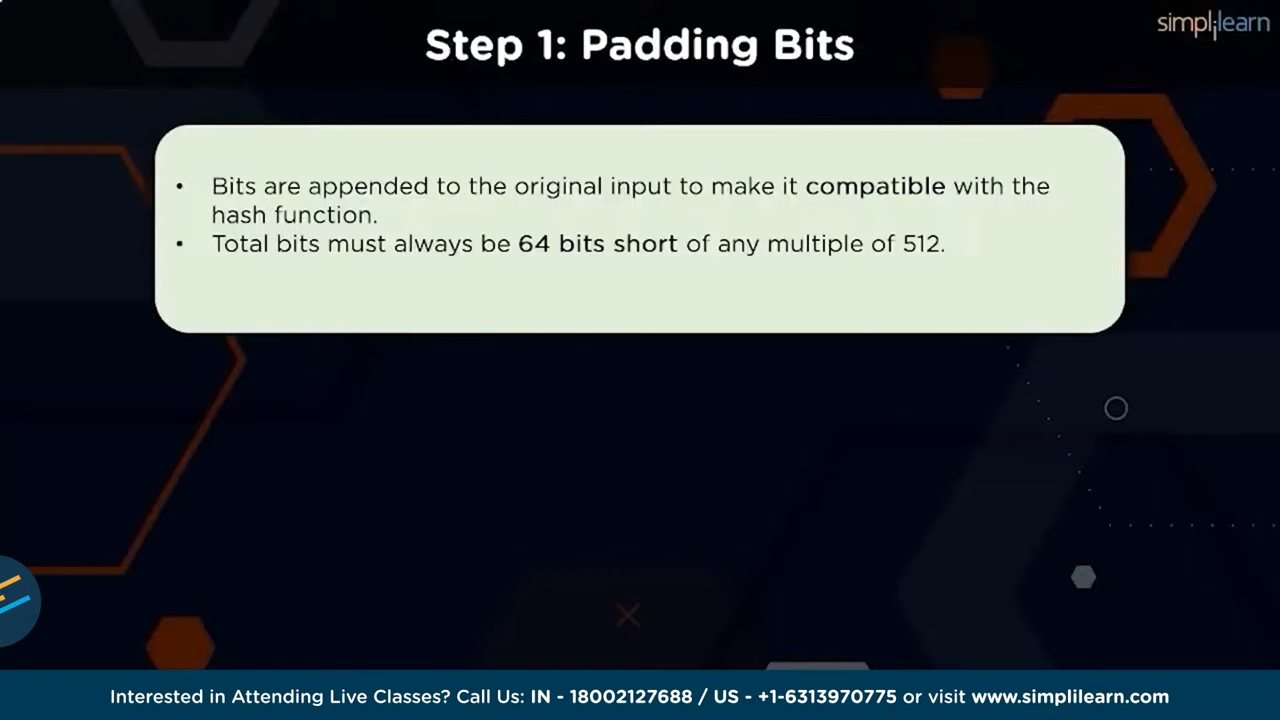 simplilearn
Step 1: Padding Bits
• Bits are appended to the original input to make it compatible with the
hash function.
• Total bits must always be 64 bits short of any multiple of 512.
Interested in Attending Live Classes? Call Us: IN - 18002127688 / US - +1-6313970775 or visit www.simplilearn.com